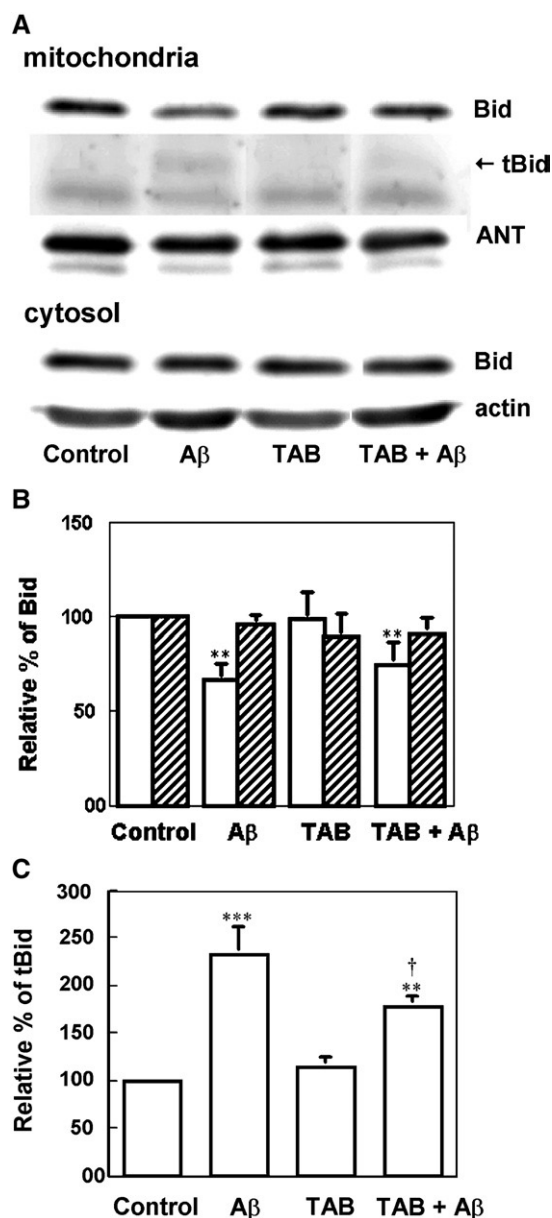 A
mitochondria
Bid
← tBid
ANT
cytosol
Bid
actin
Control Aβ TAB TAB + Aβ
B
Relative % of Bid
150
100
50
00
** **
Control Aβ TAB TAB + Aβ
C
Relative % of tBid
300
250
200
150
100
50
00
***
†
**
Control Aβ TAB TAB + Aβ